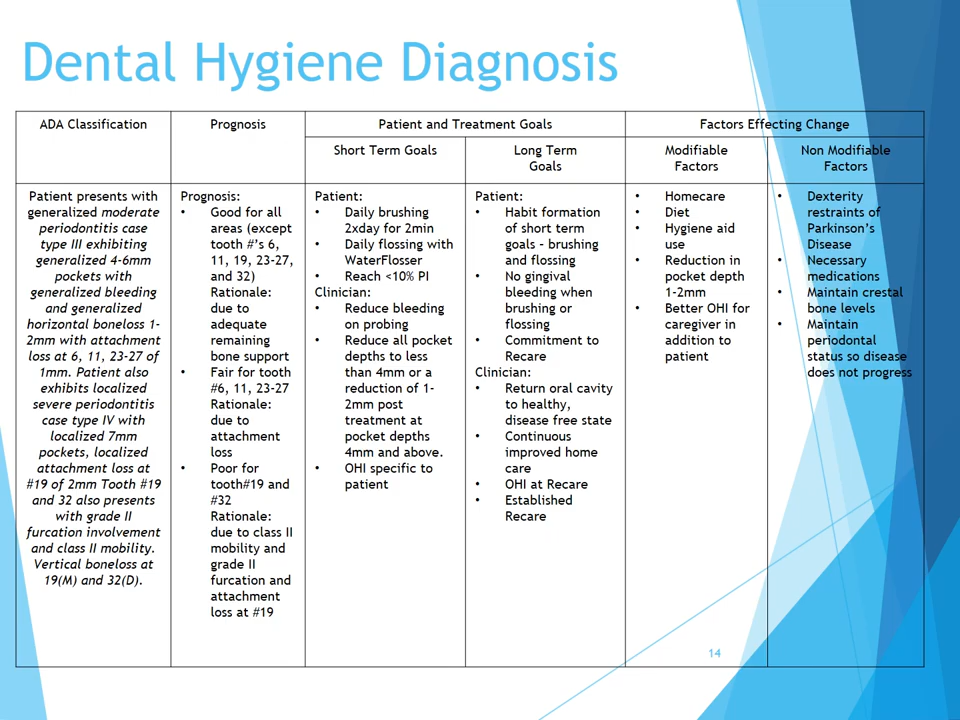 Dental Hygiene Diagnosis
ADA Classification
Prognosis
Patient and Treatment Goals
Factors Effecting Change
Short Term Goals
Long Term
Goals
Modifiable
Factors
Non Modifiable
Factors
Patient presents with
generalized moderate
periodontitis case
type III exhibiting
generalized 4-6mm
pockets with
generalized bleeding
and generalized
horizontal boneloss 1-
2mm with attachment
loss at 6, 11, 23-27 of
1mm. Patient also
exhibits localized
severe periodontitis
case type IV with
localized 7mm
pockets, localized
attachment loss at
#19 of 2mm Tooth #19
and 32 also presents
with grade II
furcation involvement
and class II mobility.
Vertical boneloss at
19(M) and 32(D).
Prognosis:
• Good for all
areas (except
tooth #'s 6,
11, 19, 23-27,
and 32)
Rationale:
due to
adequate
remaining
bone support
• Fair for tooth
#6, 11, 23-27
Rationale:
due to
attachment
loss
• Poor for
tooth#19 and
#32
Rationale:
due to class II
mobility and
grade II
furcation and
attachment
loss at #19
Patient:
• Daily brushing
2xday for 2min
• Daily flossing with
WaterFlosser
• Reach <10% PI
Clinician:
• Reduce bleeding
on probing
• Reduce all pocket
depths to less
than 4mm or a
reduction of 1-
2mm post
treatment at
pocket depths
4mm and above.
• OHI specific to
patient
Patient:
• Habit formation
of short term
goals – brushing
and flossing
• No gingival
bleeding when
brushing or
flossing
• Commitment to
Recare
Clinician:
• Return oral cavity
to healthy,
disease free state
• Continuous
improved home
care
• OHI at Recare
• Established
Recare
• Homecare
• Diet
• Hygiene aid
use
• Reduction in
pocket depth
1-2mm
• Better OHI for
caregiver in
addition to
patient
• Dexterity
restraints of
Parkinson's
Disease
• Necessary
medications
• Maintain crestal
bone levels
• Maintain
periodontal
status so disease
does not progress
14